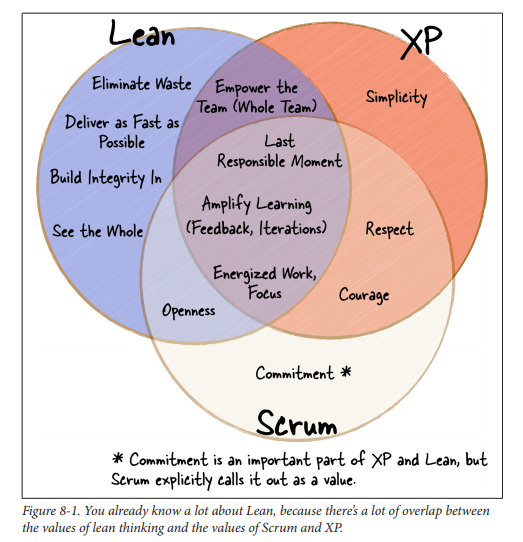 Lean
XP
Eliminate Waste
Deliver as Fast as
Possible
Build Integrity In
See the Whole
Empower the
Team (Whole Team)
Simplicity
Last
Responsible Moment
Amplify Learning
(Feedback, Iterations)
Energized Work,
Focus
Respect
Courage
Openness
Commitment *
Scrum
* Commitment is an important part of XP and Lean, but
Scrum explicitly calls it out as a value.
Figure 8-1. You already know a lot about Lean, because there's a lot of overlap between
the values of lean thinking and the values of Scrum and XP.